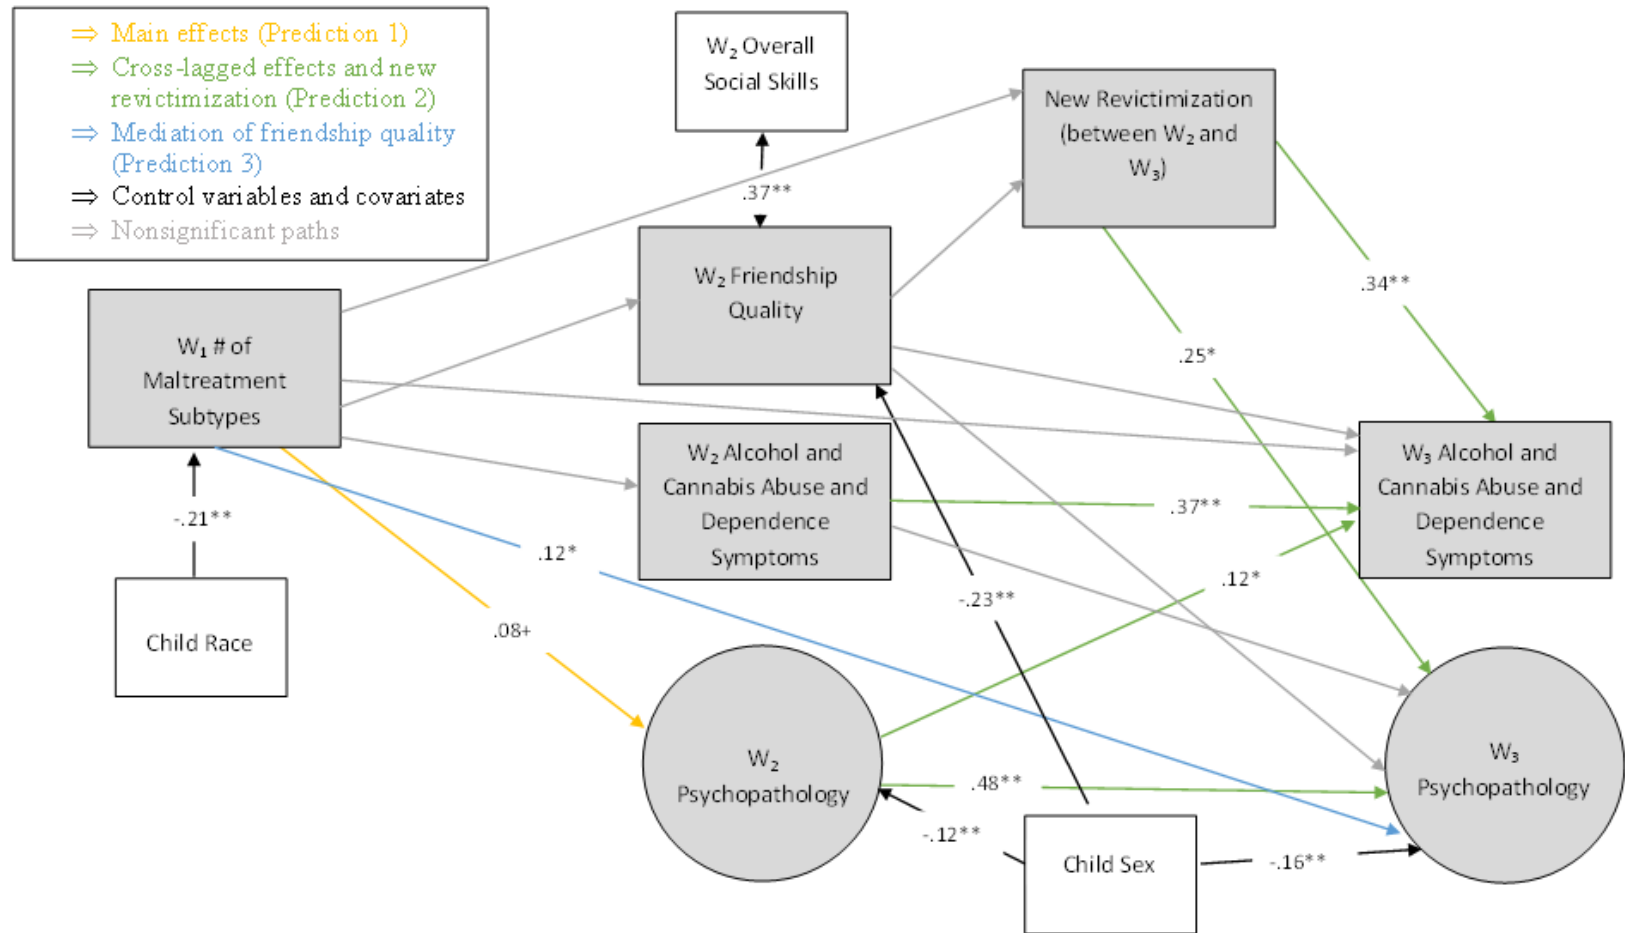 ⇒ Main effects (Prediction 1)
⇒ Cross-lagged effects and new
revictimization (Prediction 2)
⇒ Mediation of friendship quality
(Prediction 3)
⇒ Control variables and covariates
⇒ Nonsignificant paths
W₂ Overall
Social Skills
New Revictimization
(between W₂ and
W₃)
.37**
W₂ Friendship
Quality
.34**
W₁ # of
Maltreatment
Subtypes
.25*
W₂ Alcohol and
Cannabis Abuse and
Dependence
Symptoms
W₃ Alcohol and
Cannabis Abuse and
Dependence
Symptoms
.37**
-.21**
.12*
.12*
-.23**
.08+
Child Race
W₂
Psychopathology
W₃
Psychopathology
.48**
-.12**
Child Sex
-.16**